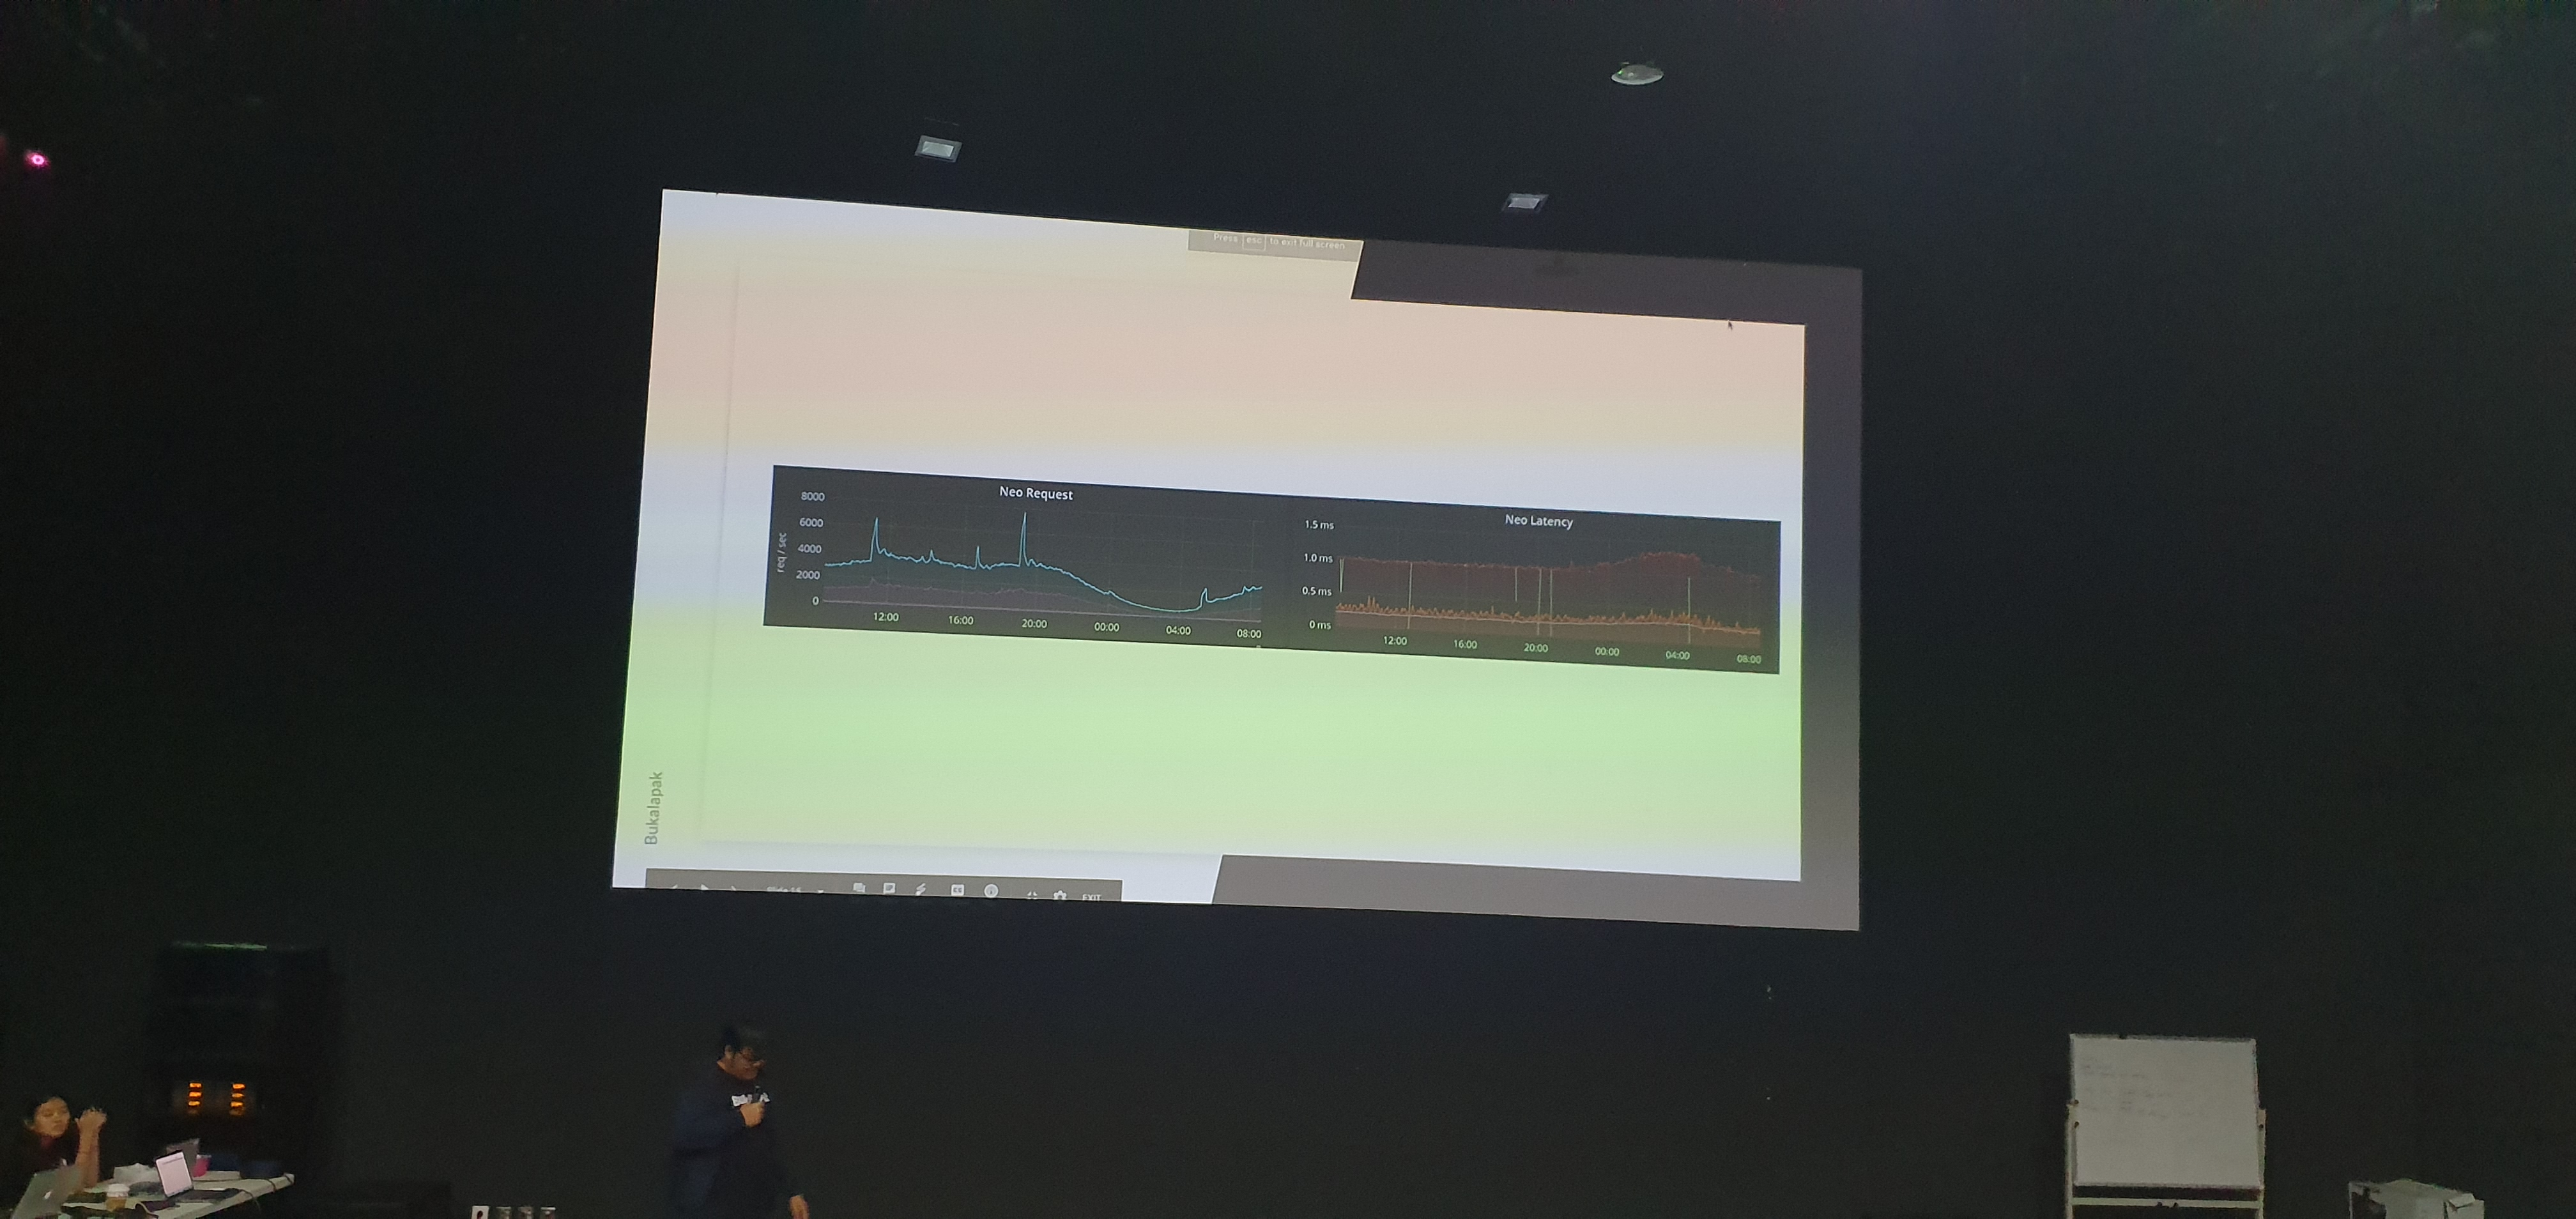 Press esc to exit full screen
Neo Request
8000
6000
4000
2000
0
req / sec
12:00 16:00 20:00 00:00 04:00 08:00
Neo Latency
1.5 ms
1.0 ms
0.5 ms
0 ms
12:00 16:00 20:00 00:00 04:00 08:00
Bukalapak
EXIT